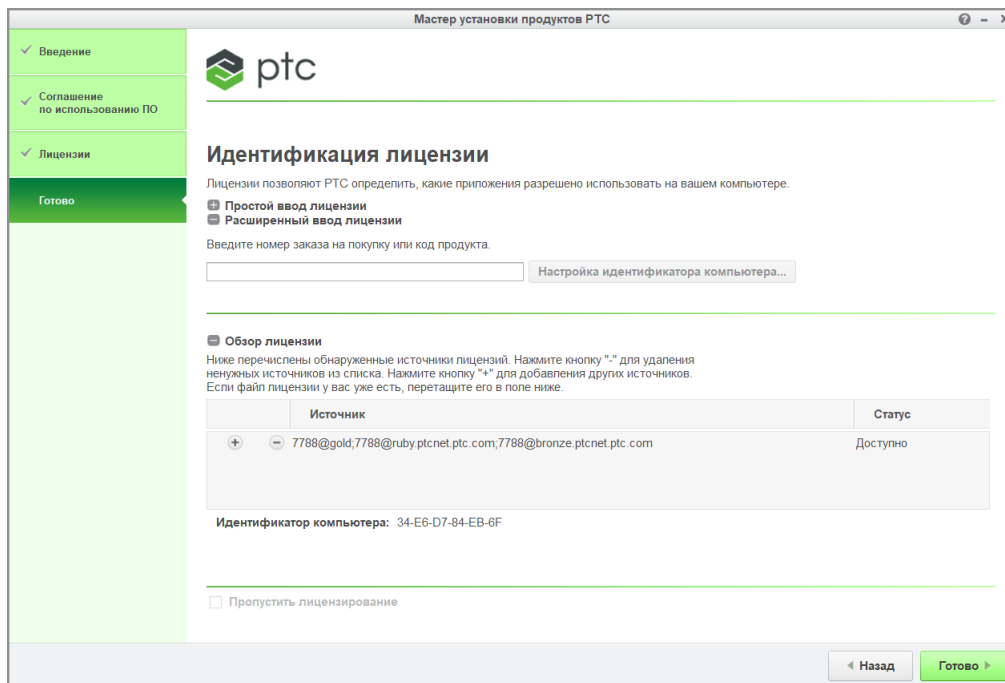 Мастер установки продуктов PTC
Введение
Соглашение
по использованию ПО
Лицензии
Готово
ptc
Идентификация лицензии
Лицензии позволяют PTC определить, какие приложения разрешено использовать на вашем компьютере.
Простой ввод лицензии
Расширенный ввод лицензии
Введите номер заказа на покупку или код продукта.
Настройка идентификатора компьютера...
Обзор лицензии
Ниже перечислены обнаруженные источники лицензий. Нажмите кнопку "-" для удаления
ненужных источников из списка. Нажмите кнопку "+" для добавления других источников.
Если файл лицензии у вас уже есть, перетащите его в поле ниже.
Источник Статус
7788@gold;7788@ruby.ptcnet.ptc.com;7788@bronze.ptcnet.ptc.com Доступно
Идентификатор компьютера: 34-E6-D7-84-EB-6F
Пропустить лицензирование
Назад Готово